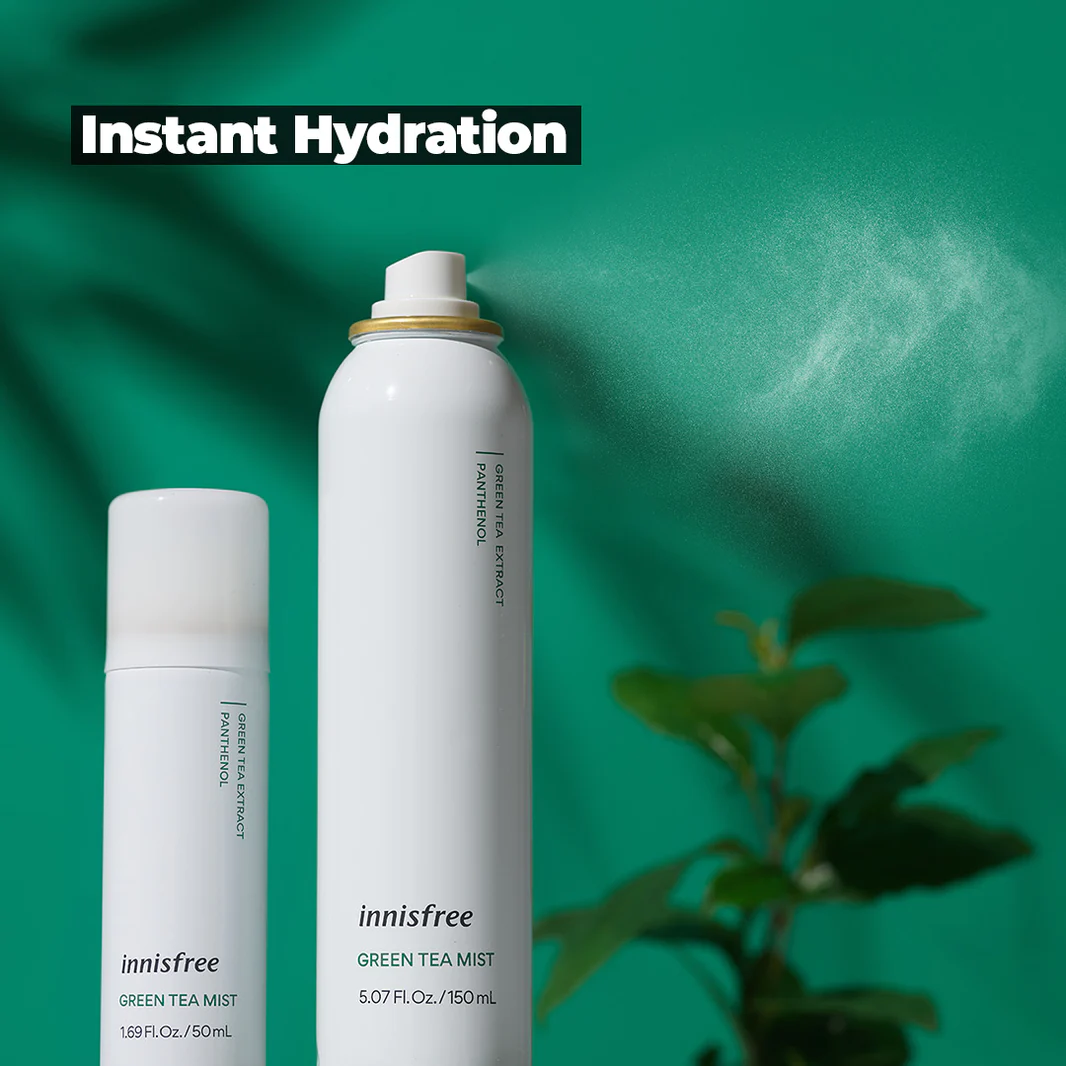 Instant Hydration
GREEN TEA EXTRACT
PANTHENOL
innisfree
GREEN TEA MIST
5.07 Fl.Oz./150mL
GREEN TEA EXTRACT
PANTHENOL
innisfree
GREEN TEA MIST
1.69 Fl.Oz./50mL